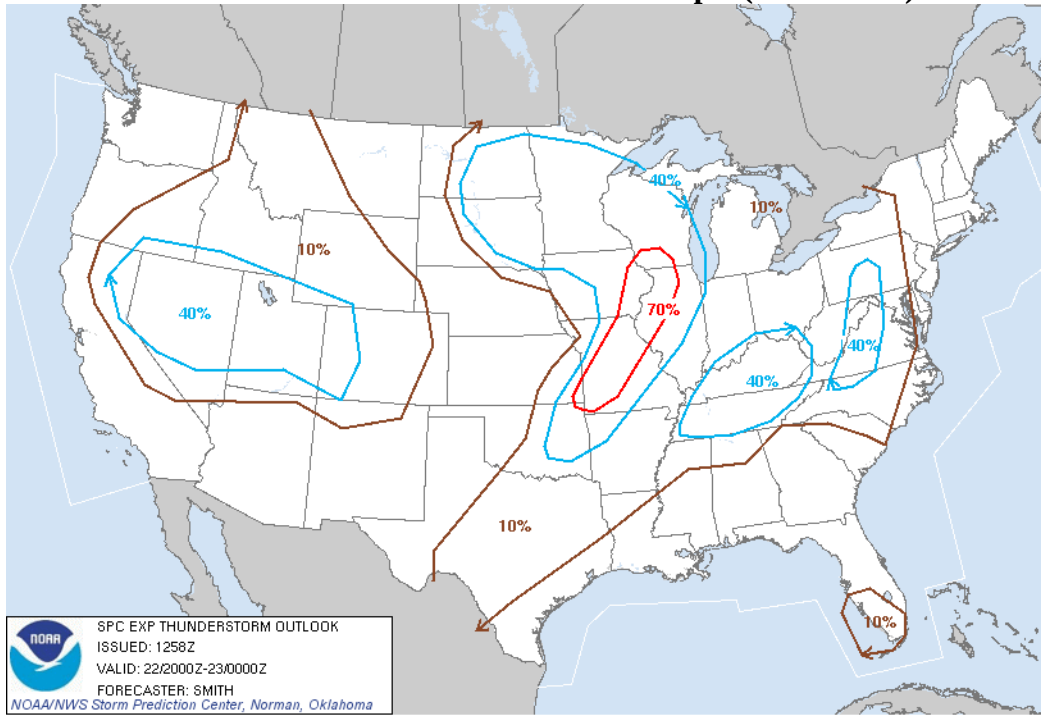 40%
10%
10%
40%
70%
40%
40%
10%
10%
NOAA
SPC EXP THUNDERSTORM OUTLOOK
ISSUED: 1258Z
VALID: 22/2000Z-23/0000Z
FORECASTER: SMITH
NOAA/NWS Storm Prediction Center, Norman, Oklahoma